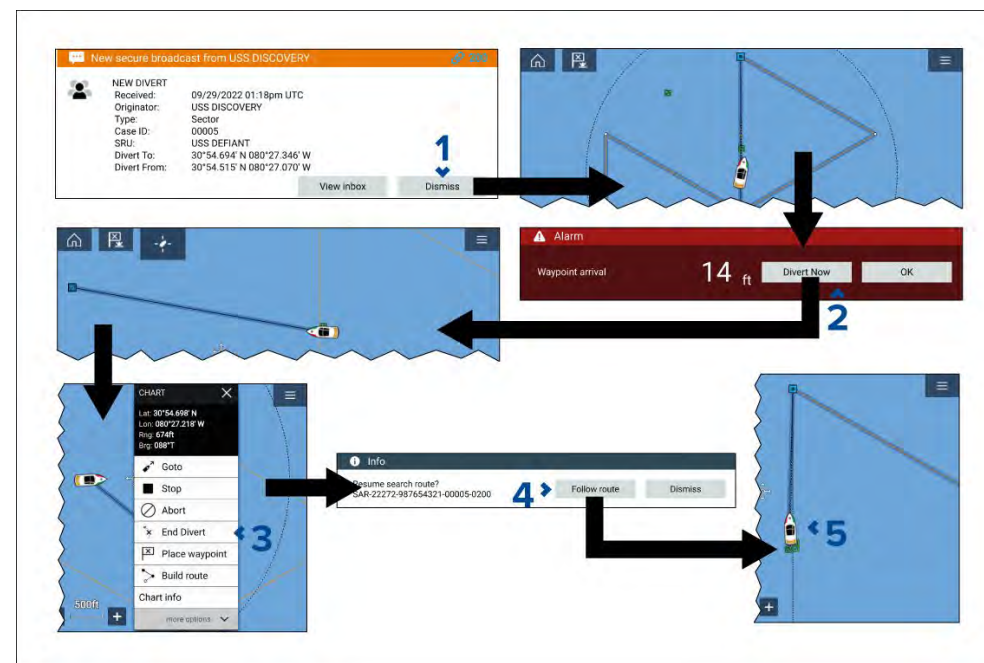 New secure broadcast from USS DISCOVERY
NEW DIVERT
Received: 09/29/2022 01:18pm UTC
Originator: USS DISCOVERY
Type: Sector
Case ID: 00005
SRU: USS DEFIANT
Divert To: 30°54.694' N 080°27.346' W
Divert From: 30°54.515' N 080°27.070' W
1
View inbox Dismiss
Alarm
Waypoint arrival 14 ft Divert Now OK
2
CHART
Lat: 30°54.698' N
Lon: 080°27.218' W
Rng: 674ft
Brg: 088°T
Goto
Stop
Abort
End Divert
3
Place waypoint
Build route
Chart info
500ft
more options
Info
Resume search route?
SAR-22272-987654321-00005-0200
4
Follow route Dismiss
5